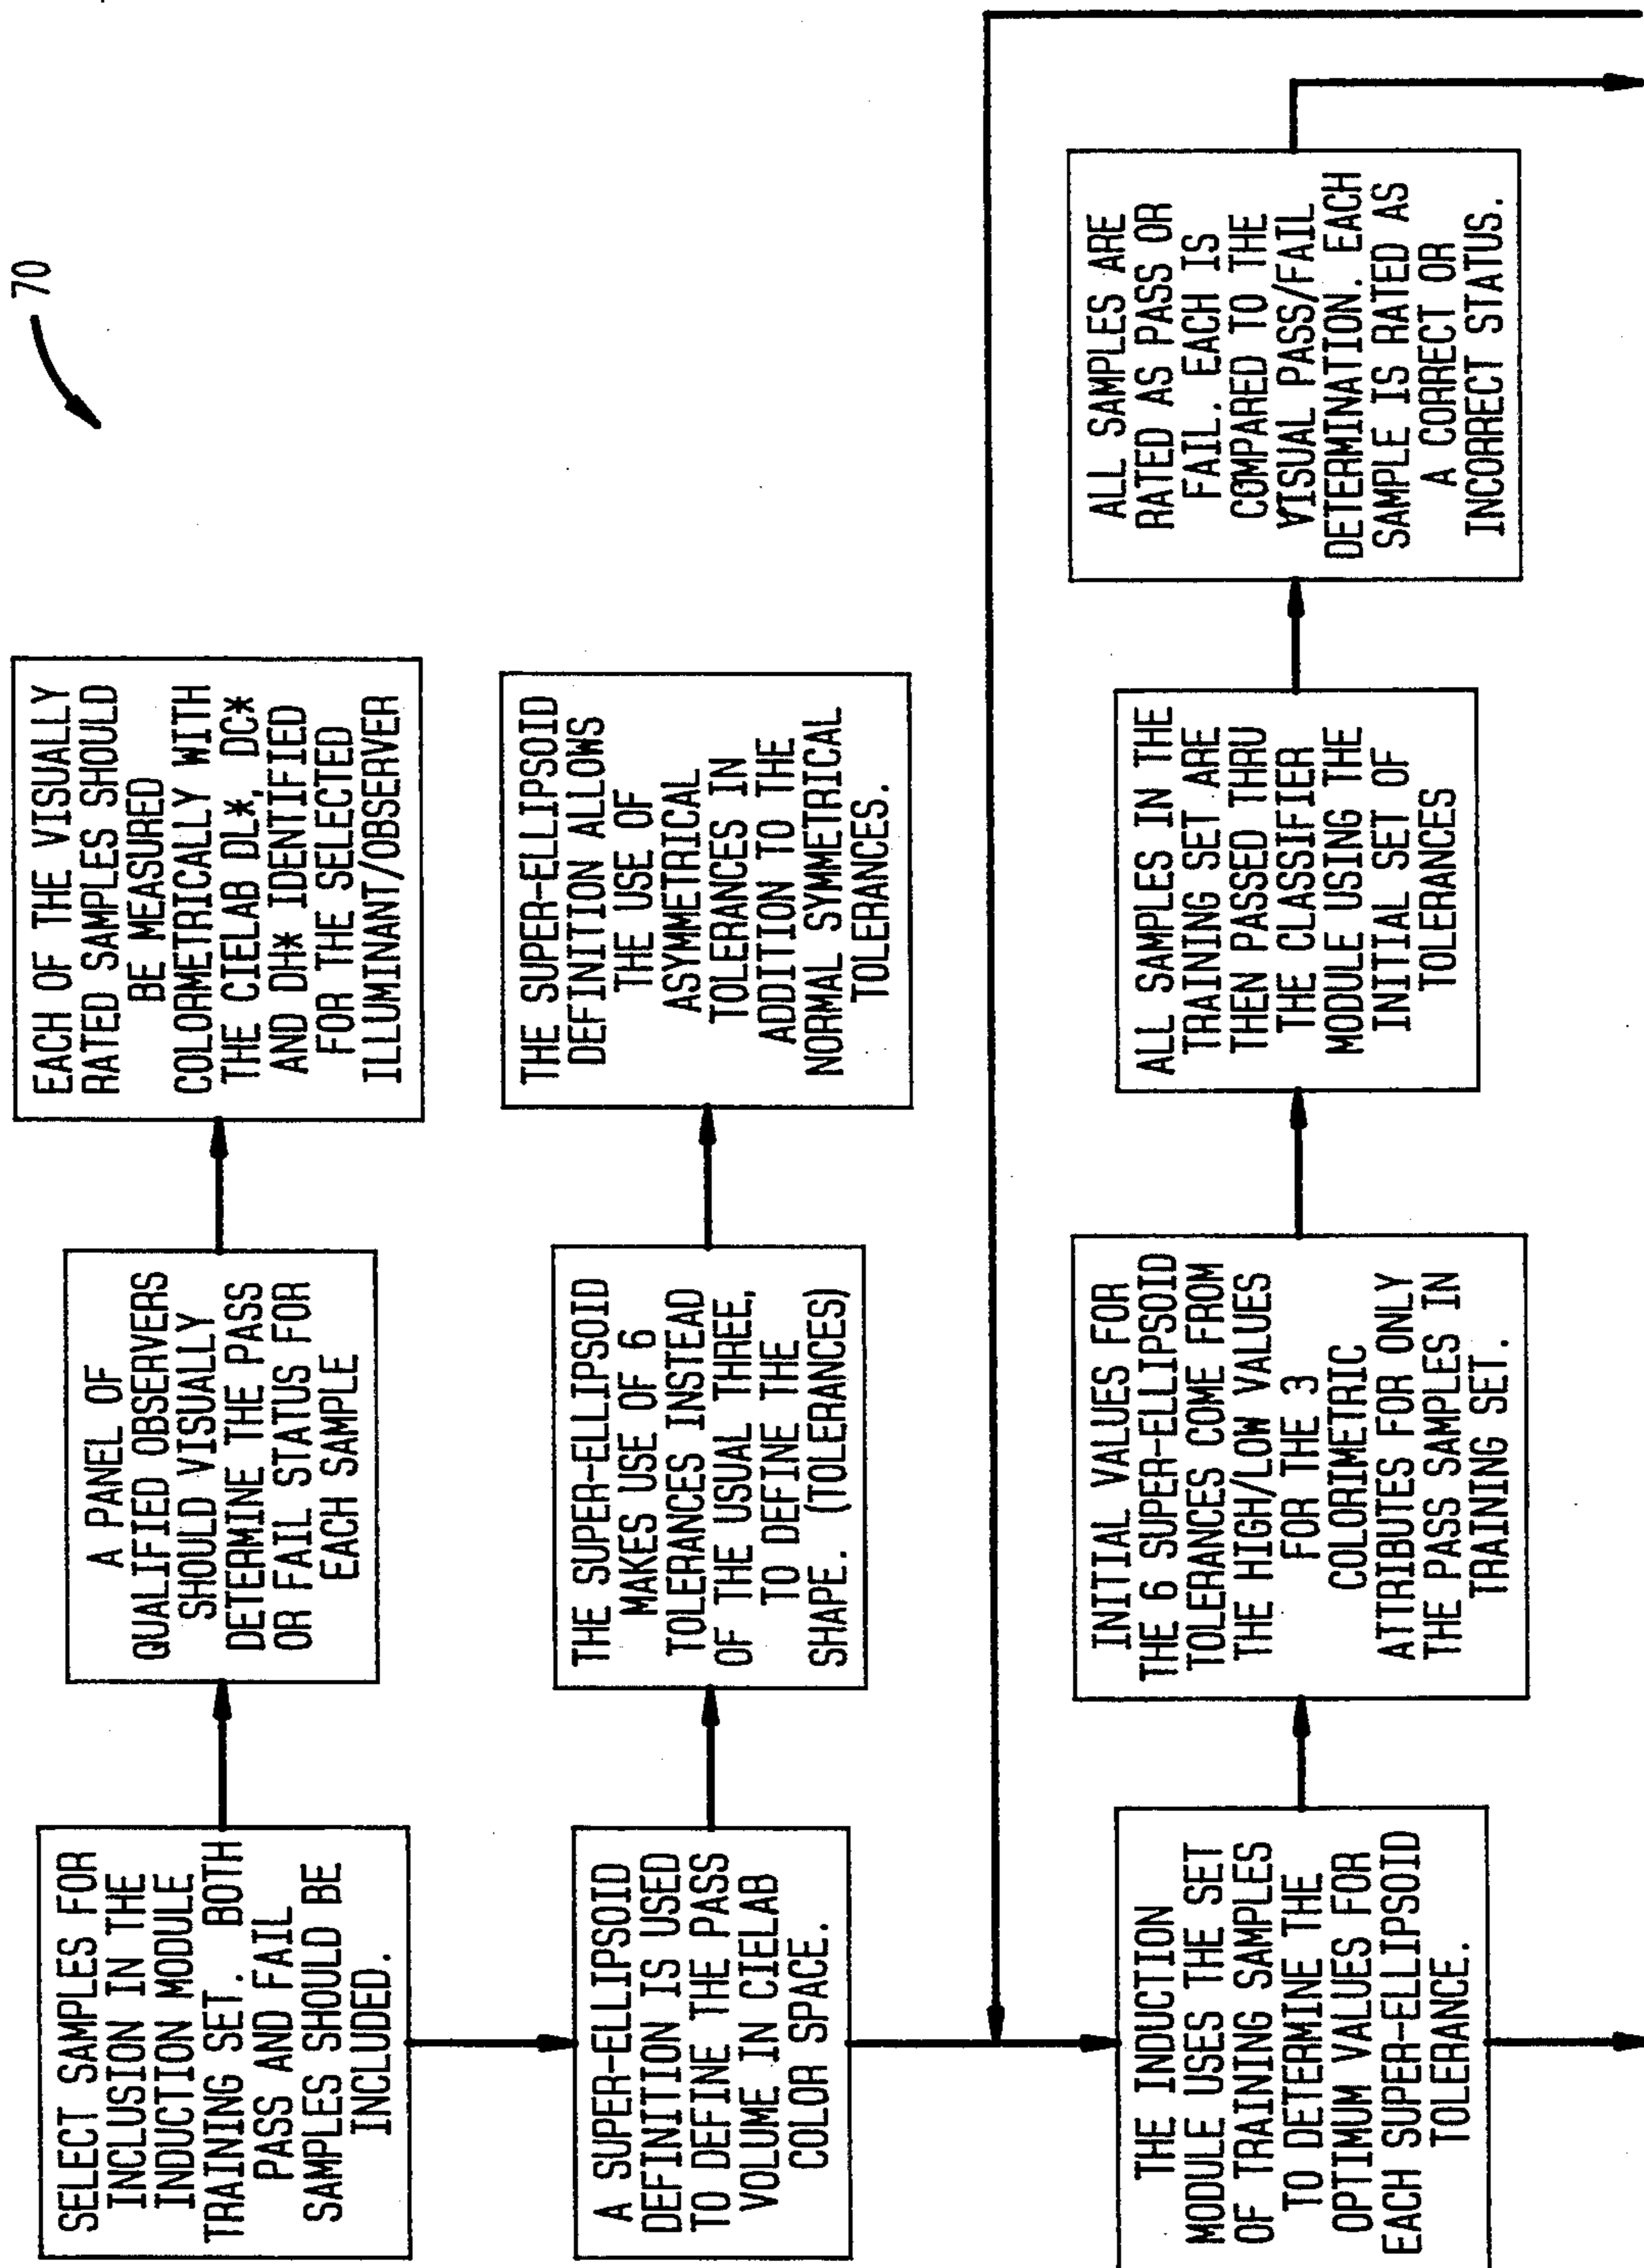 70
SELECT SAMPLES FOR
INCLUSION IN THE
INDUCTION MODULE
TRAINING SET. BOTH
PASS AND FAIL
SAMPLES SHOULD BE
INCLUDED.
A PANEL OF
QUALIFIED OBSERVERS
SHOULD VISUALLY
DETERMINE THE PASS
OR FAIL STATUS FOR
EACH SAMPLE
EACH OF THE VISUALLY
RATED SAMPLES SHOULD
BE MEASURED
COLORMETRICALLY WITH
THE CIELAB DL*, DC*
AND DH* IDENTIFIED
FOR THE SELECTED
ILLUMINANT/OBSERVER
A SUPER-ELLIPSOID
DEFINITION IS USED
TO DEFINE THE PASS
VOLUME IN CIELAB
COLOR SPACE.
THE SUPER-ELLIPSOID
MAKES USE OF 6
TOLERANCES INSTEAD
OF THE USUAL THREE,
TO DEFINE THE
SHAPE. (TOLERANCES)
THE SUPER-ELLIPSOID
DEFINITION ALLOWS
THE USE OF
ASYMMETRICAL
TOLERANCES IN
ADDITION TO THE
NORMAL SYMMETRICAL
TOLERANCES.
THE INDUCTION
MODULE USES THE SET
OF TRAINING SAMPLES
TO DETERMINE THE
OPTIMUM VALUES FOR
EACH SUPER-ELLIPSOID
TOLERANCE.
INITIAL VALUES FOR
THE 6 SUPER-ELLIPSOID
TOLERANCES COME FROM
THE HIGH/LOW VALUES
FOR THE 3
COLORIMETRIC
ATTRIBUTES FOR ONLY
THE PASS SAMPLES IN
TRAINING SET.
ALL SAMPLES IN THE
TRAINING SET ARE
THEN PASSED THRU
THE CLASSIFIER
MODULE USING THE
INITIAL SET OF
TOLERANCES
ALL SAMPLES ARE
RATED AS PASS OR
FAIL. EACH IS
COMPARED TO THE
VISUAL PASS/FAIL
DETERMINATION. EACH
SAMPLE IS RATED AS
A CORRECT OR
INCORRECT STATUS.